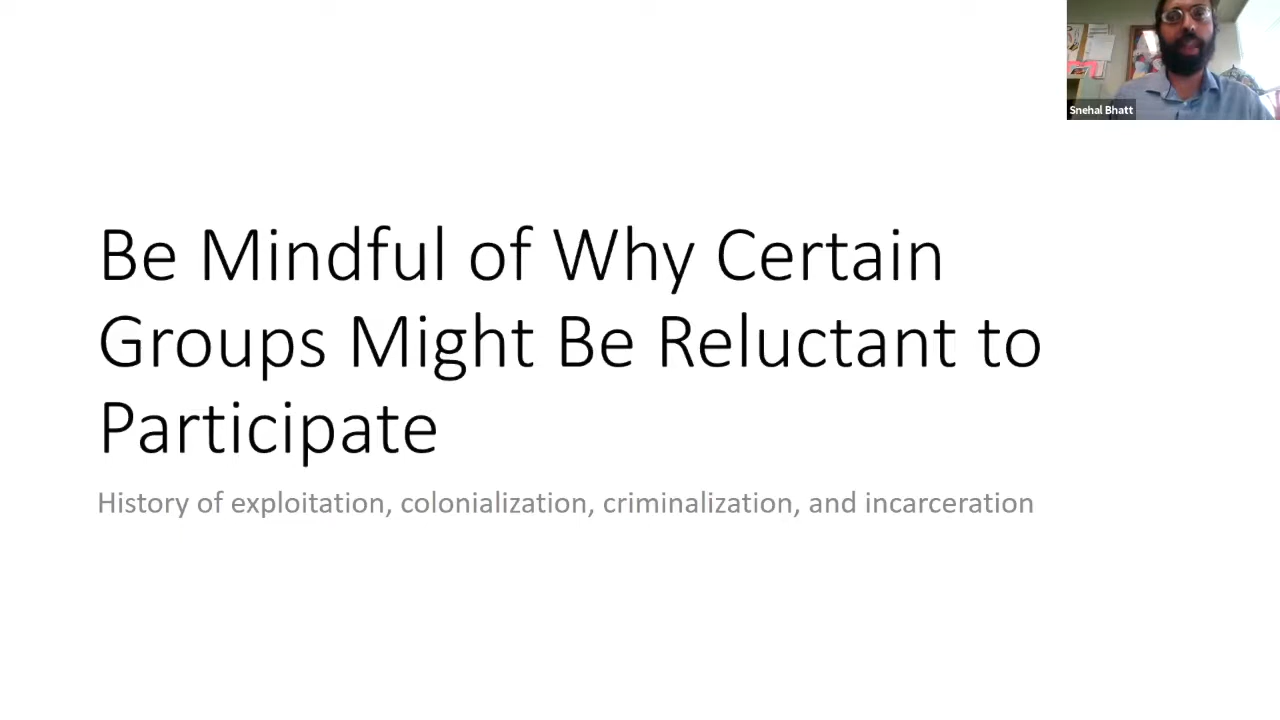 Snehal Bhatt
Be Mindful of Why Certain
Groups Might Be Reluctant to
Participate
History of exploitation, colonialization, criminalization, and incarceration